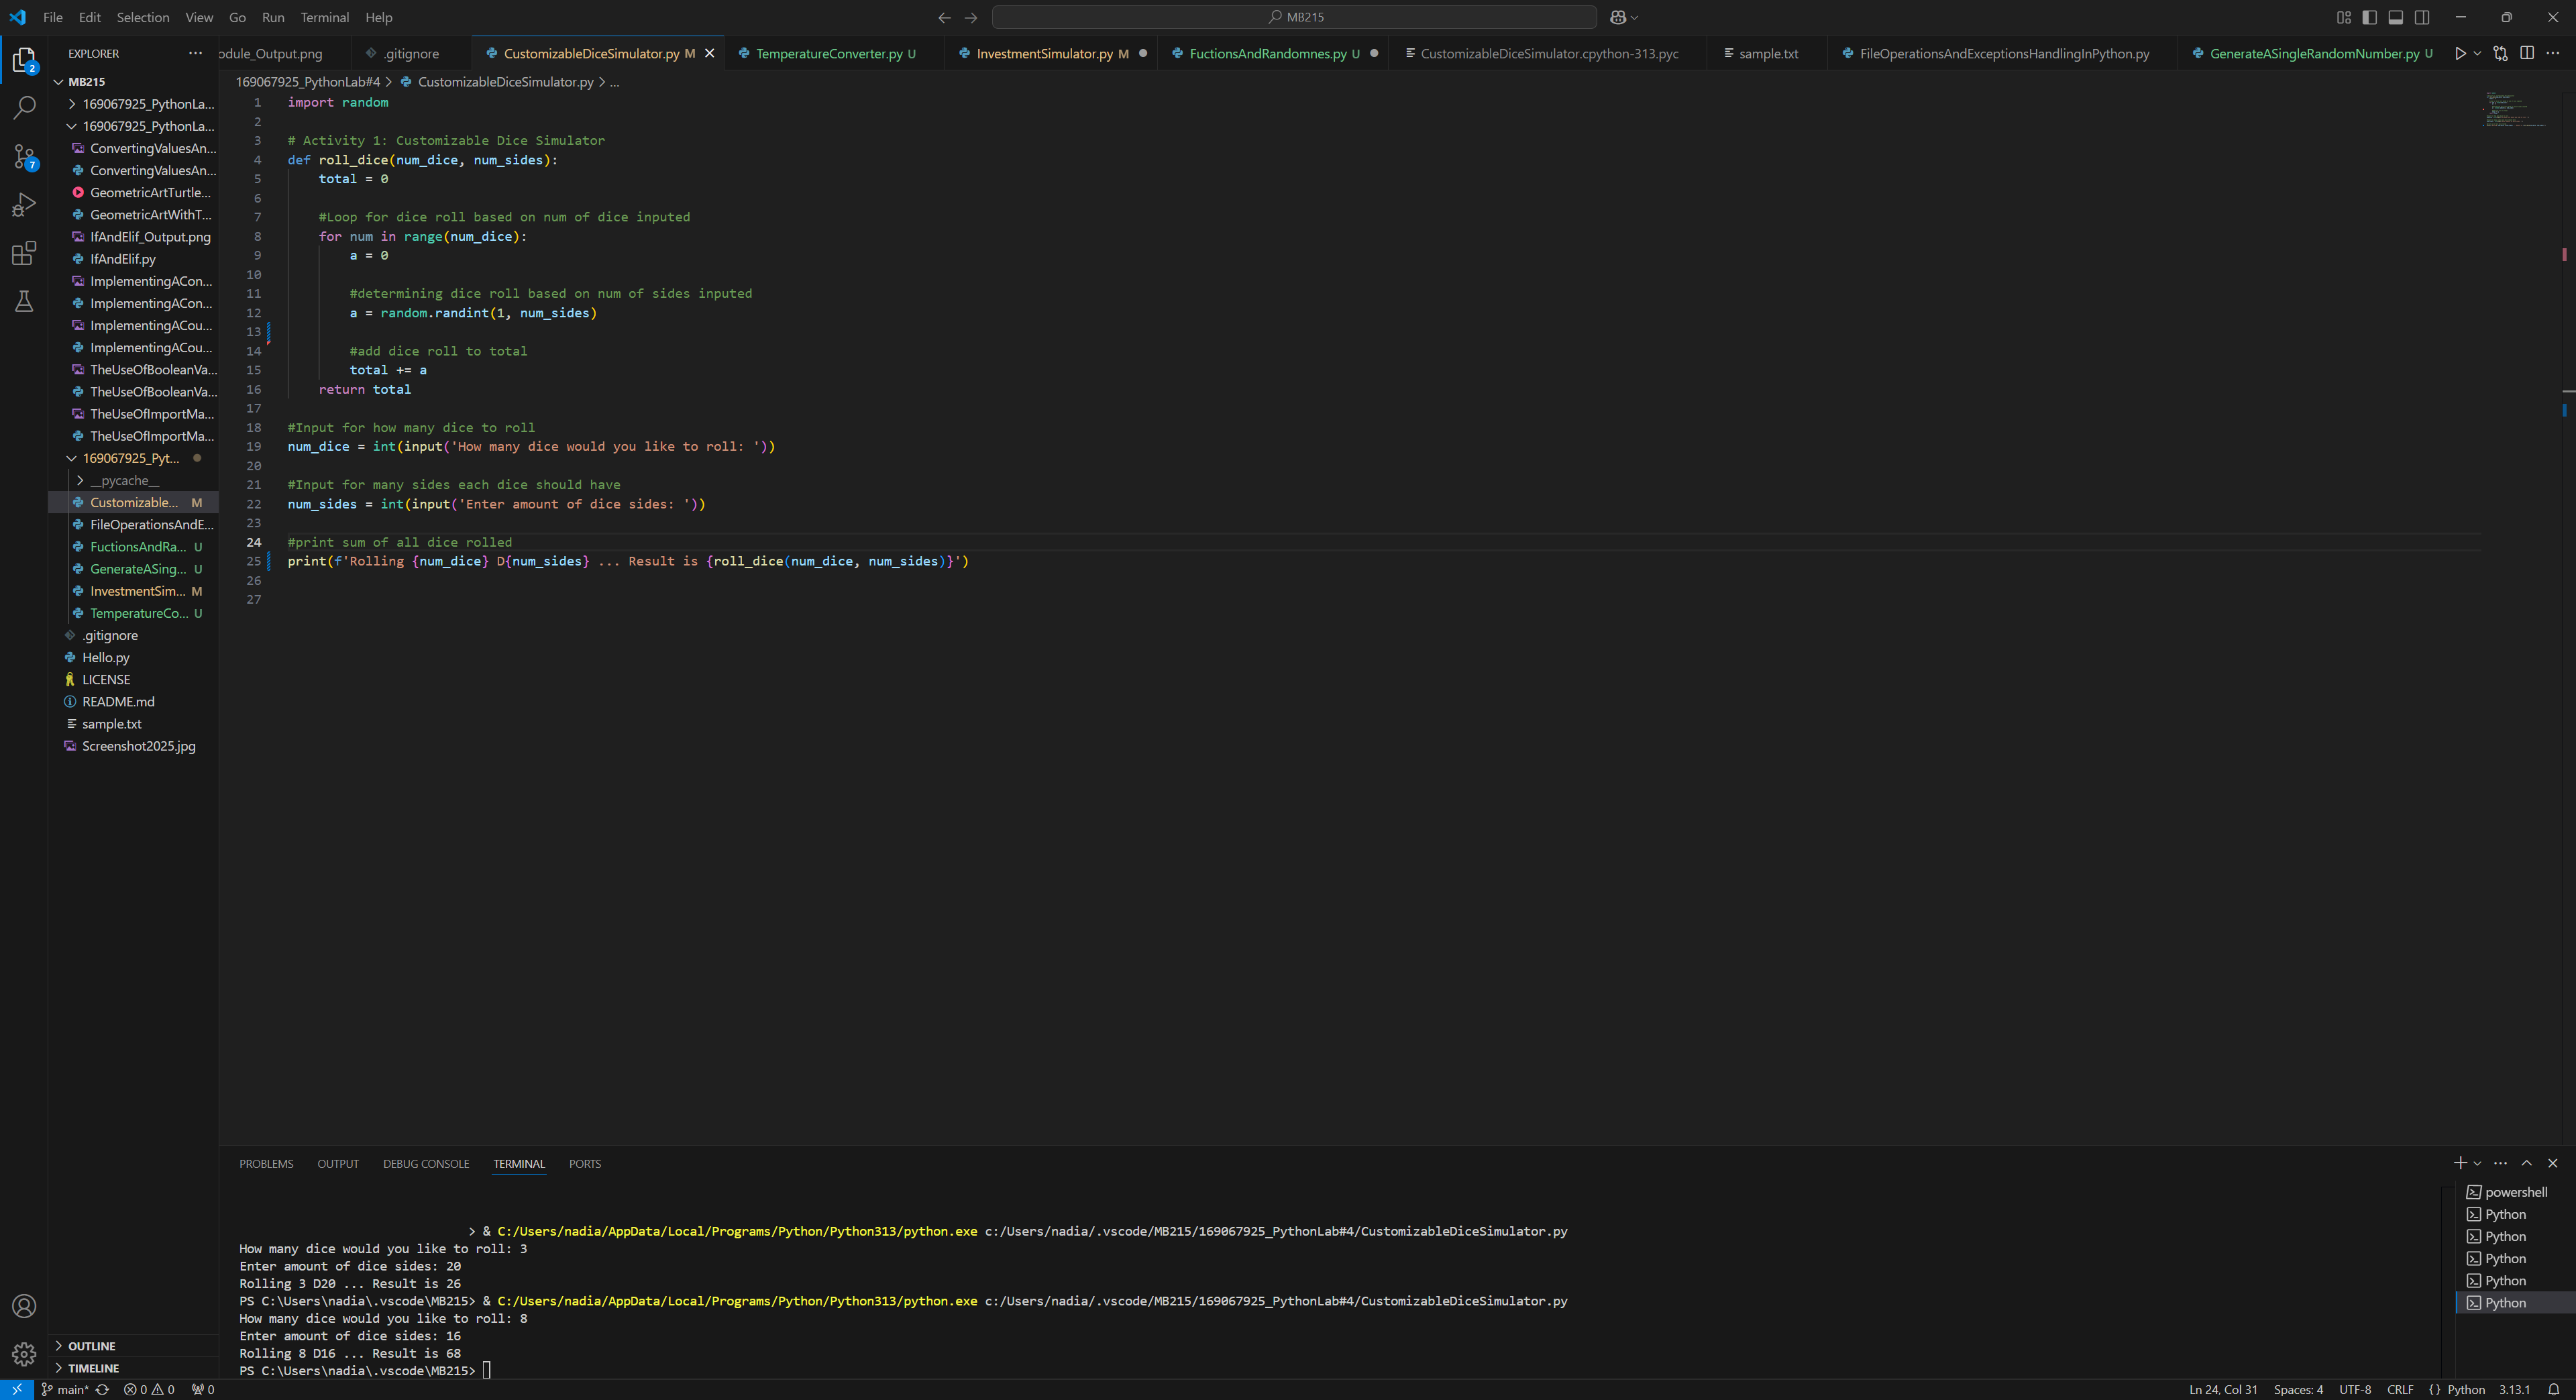 File Edit Selection View Go Run Terminal Help
MB215
EXPLORER
odule_Output.png .gitignore CustomizableDiceSimulator.py M TemperatureConverter.py U InvestmentSimulator.py M FuctionsAndRandomnes.py U CustomizableDiceSimulator.cpython-313.pyc sample.txt FileOperationsAndExceptionsHandlingInPython.py GenerateASingleRandomNumber.py U
2
7
MB215
169067925_PythonLa...
169067925_PythonLa...
ConvertingValuesAn...
ConvertingValuesAn...
GeometricArtTurtle...
GeometricArtWithT...
IfAndElif_Output.png
IfAndElif.py
ImplementingACon...
ImplementingACon...
ImplementingACou...
ImplementingACou...
TheUseOfBooleanVa...
TheUseOfBooleanVa...
TheUseOfImportMa...
TheUseOfImportMa...
169067925_Pyt...
__pycache__
Customizable... M
FileOperationsAndE...
FuctionsAndRa... U
GenerateASing... U
InvestmentSim... M
TemperatureCo... U
.gitignore
Hello.py
LICENSE
README.md
sample.txt
Screenshot2025.jpg
OUTLINE
TIMELINE
169067925_PythonLab#4 > CustomizableDiceSimulator.py > ...
1 import random
2
3 # Activity 1: Customizable Dice Simulator
4 def roll_dice(num_dice, num_sides):
5 total = 0
6
7 #Loop for dice roll based on num of dice inputed
8 for num in range(num_dice):
9 a = 0
10
11 #determining dice roll based on num of sides inputed
12 a = random.randint(1, num_sides)
13
14 #add dice roll to total
15 total += a
16 return total
17
18 #Input for how many dice to roll
19 num_dice = int(input('How many dice would you like to roll: '))
20
21 #Input for many sides each dice should have
22 num_sides = int(input('Enter amount of dice sides: '))
23
24 #print sum of all dice rolled
25 print(f'Rolling {num_dice} D{num_sides} ... Result is {roll_dice(num_dice, num_sides)}')
26
27
PROBLEMS OUTPUT DEBUG CONSOLE TERMINAL PORTS
> & C:/Users/nadia/AppData/Local/Programs/Python/Python313/python.exe c:/Users/nadia/.vscode/MB215/169067925_PythonLab#4/CustomizableDiceSimulator.py
How many dice would you like to roll: 3
Enter amount of dice sides: 20
Rolling 3 D20 ... Result is 26
PS C:\Users\nadia\.vscode\MB215> & C:/Users/nadia/AppData/Local/Programs/Python/Python313/python.exe c:/Users/nadia/.vscode/MB215/169067925_PythonLab#4/CustomizableDiceSimulator.py
How many dice would you like to roll: 8
Enter amount of dice sides: 16
Rolling 8 D16 ... Result is 68
PS C:\Users\nadia\.vscode\MB215>
powershell
Python
Python
Python
Python
Python
main* 0 0 0 Ln 24, Col 31 Spaces: 4 UTF-8 CRLF {} Python 3.13.1